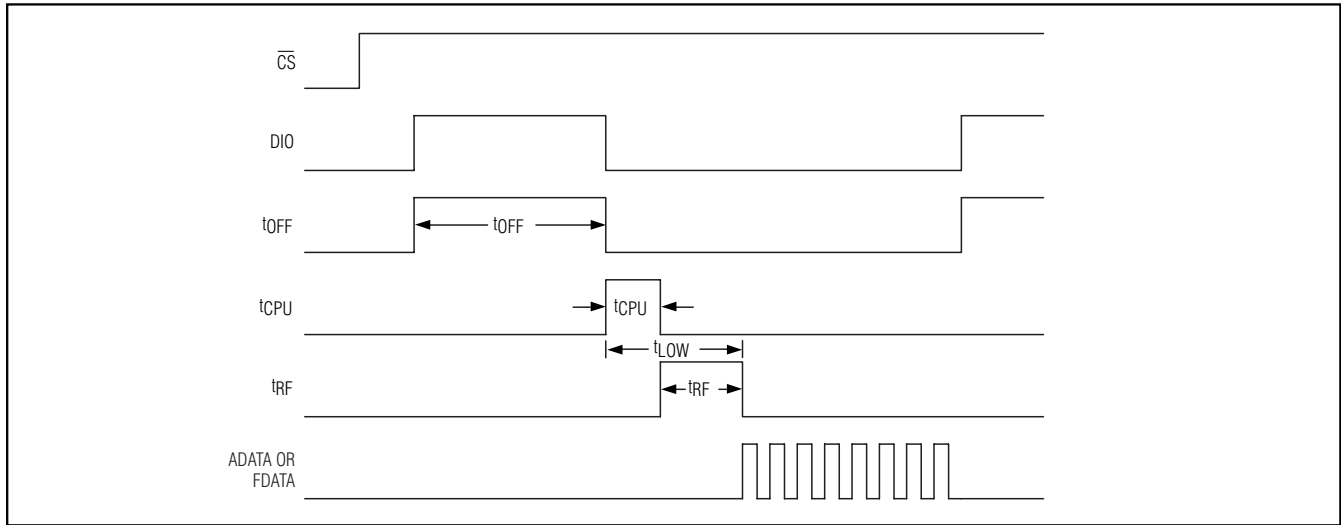 CS
DIO
tOFF
tOFF
tCPU
tCPU
tLOW
tRF
tRF
ADATA OR
FDATA